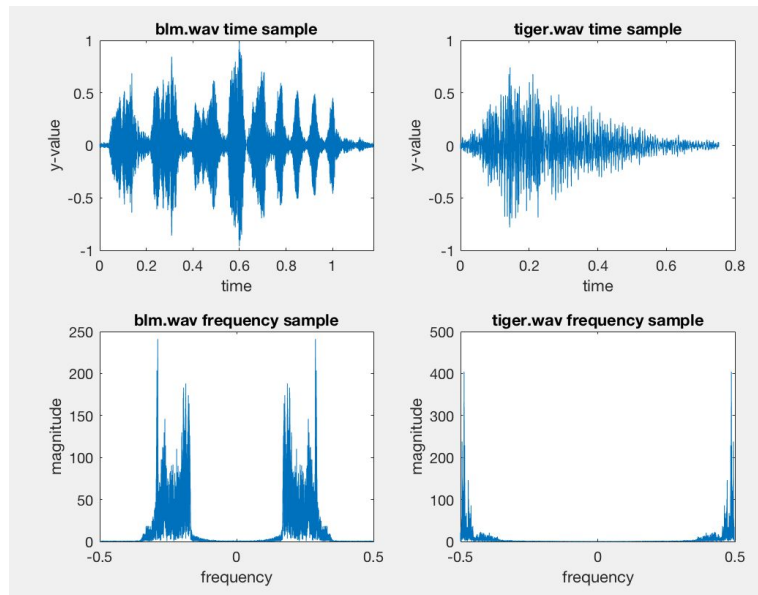 blm.wav time sample
1
0.5
0
-0.5
-1
y-value
0 0.2 0.4 0.6 0.8 1
time
tiger.wav time sample
1
0.5
0
-0.5
-1
y-value
0 0.2 0.4 0.6 0.8
time
blm.wav frequency sample
250
200
150
100
50
0
magnitude
-0.5 0 0.5
frequency
tiger.wav frequency sample
500
400
300
200
100
0
magnitude
-0.5 0 0.5
frequency